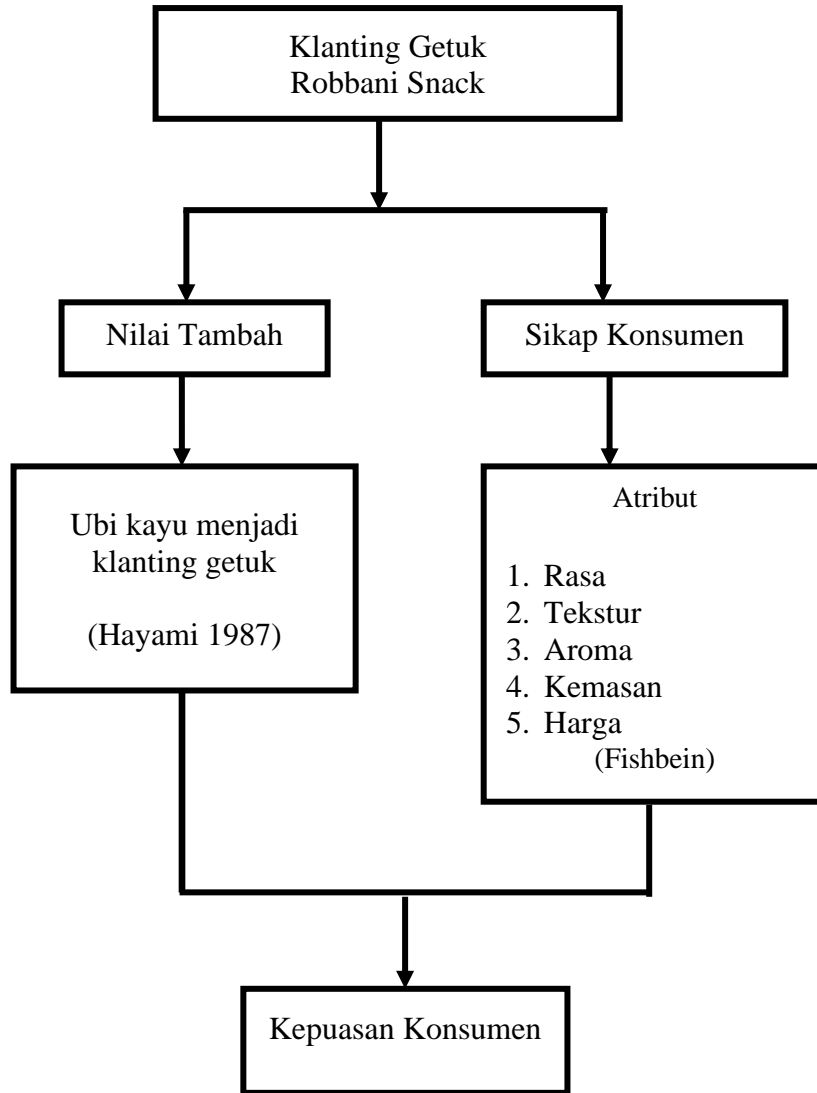 Klanting Getuk
Robbani Snack
Nilai Tambah
Sikap Konsumen
Ubi kayu menjadi
klanting getuk
(Hayami 1987)
Atribut
1. Rasa
2. Tekstur
3. Aroma
4. Kemasan
5. Harga
(Fishbein)
Kepuasan Konsumen